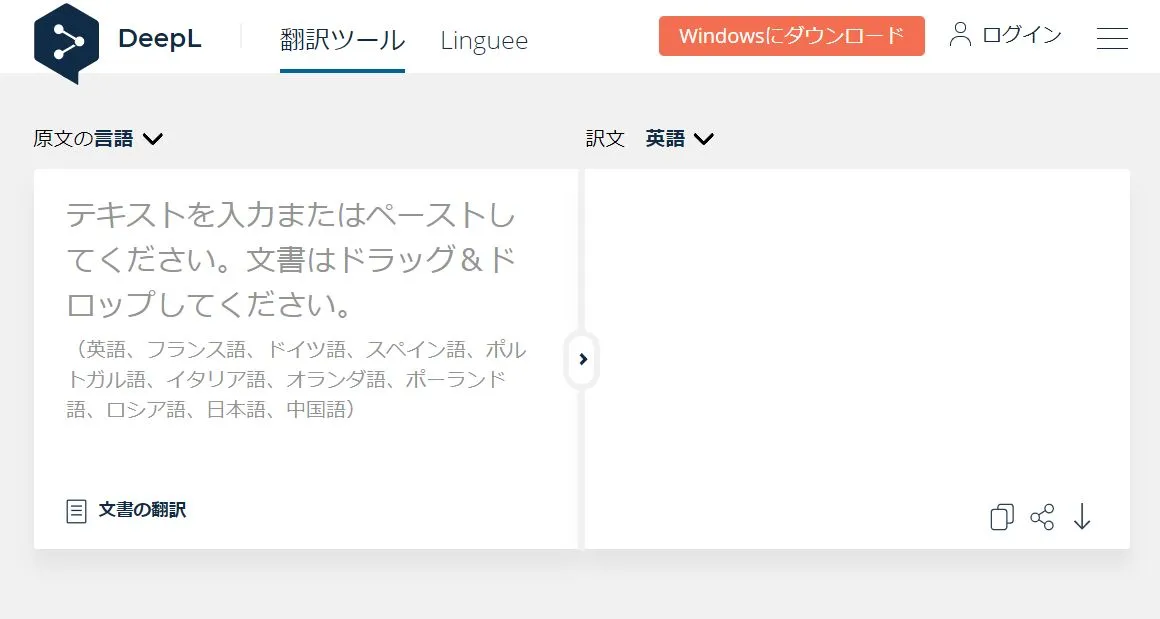 DeepL
翻訳ツール
Linguee
Windowsにダウンロード
ログイン
原文の言語
訳文 英語
テキストを入力またはペーストし
てください。文書はドラッグ＆ド
ロップしてください。
（英語、フランス語、ドイツ語、スペイン語、ポル
トガル語、イタリア語、オランダ語、ポーランド
語、ロシア語、日本語、中国語）
文書の翻訳